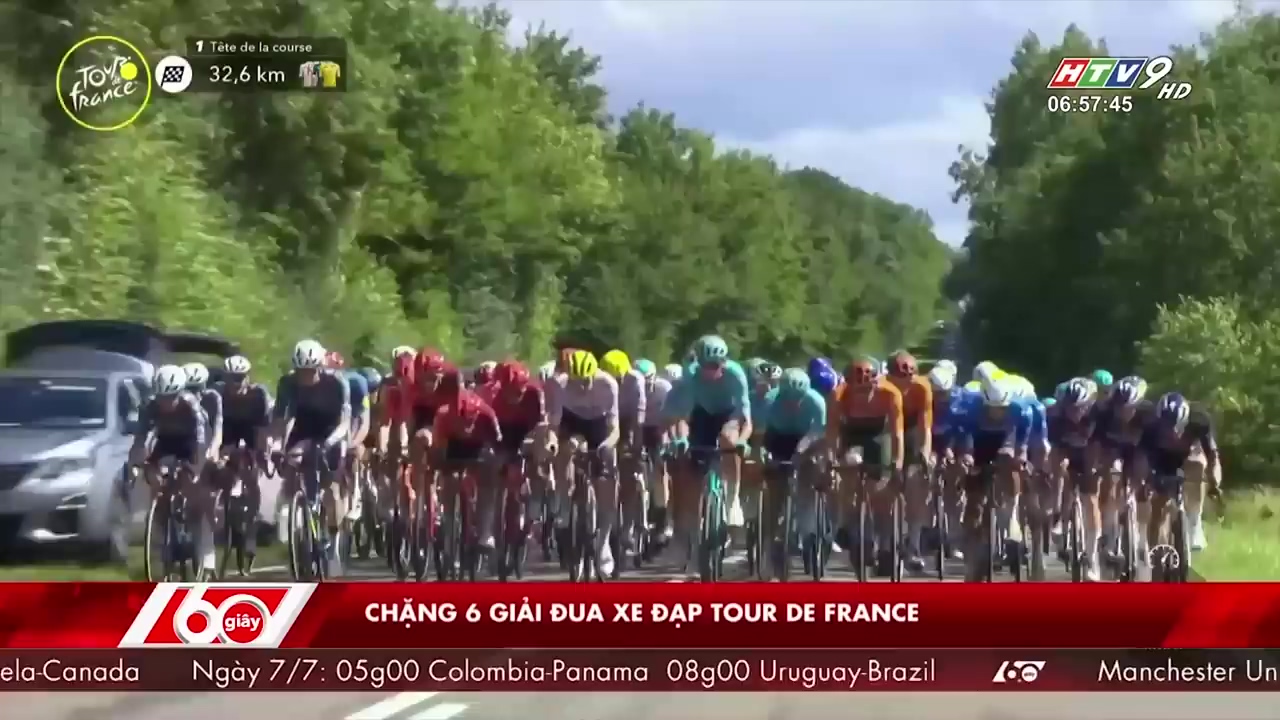 TOUR de france
1 Tête de la course
32,6 km
HTV9 HD
06:57:45
60 giây
CHẶNG 6 GIẢI ĐUA XE ĐẠP TOUR DE FRANCE
ela-Canada Ngày 7/7: 05g00 Colombia-Panama 08g00 Uruguay-Brazil 60 Manchester Un